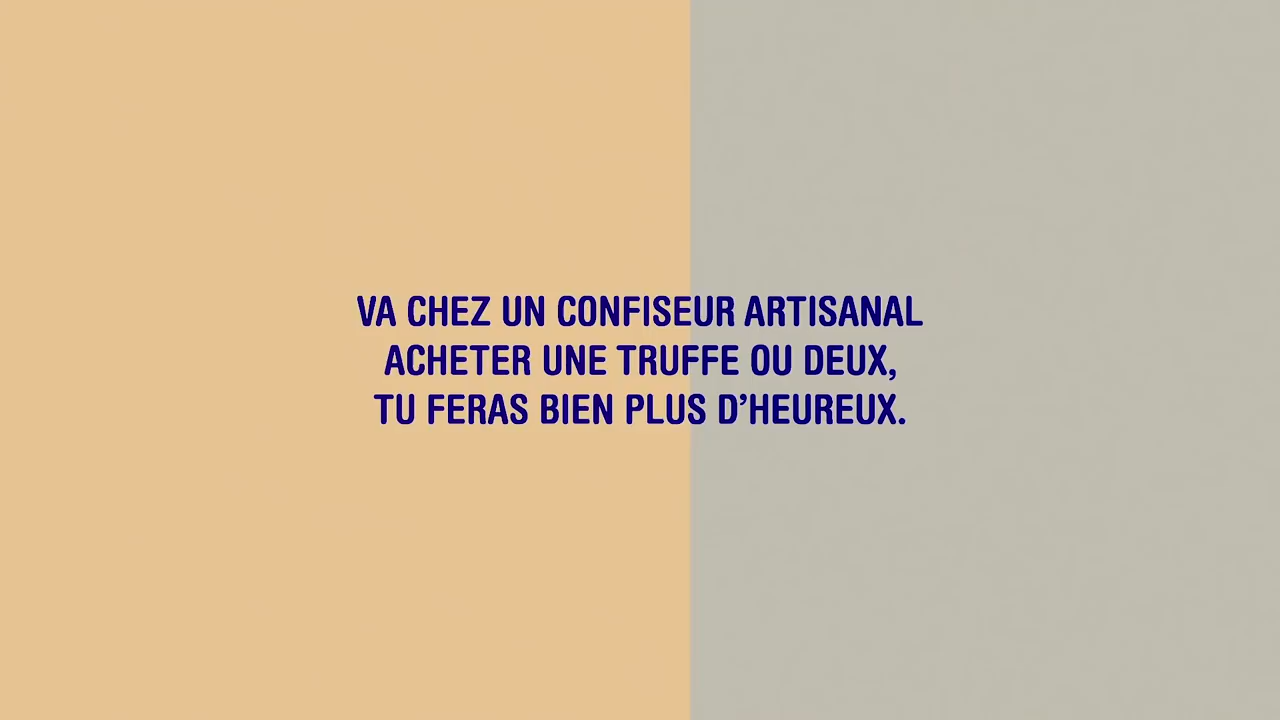 VA CHEZ UN CONFISEUR ARTISANAL
ACHETER UNE TRUFFE OU DEUX,
TU FERAS BIEN PLUS D’HEUREUX.